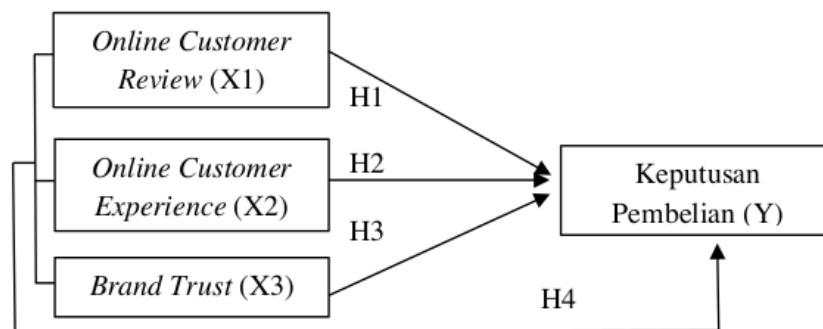 Online Customer
Review (X1)
H1
Online Customer
Experience (X2)
H2
Keputusan
Pembelian (Y)
H3
Brand Trust (X3)
H4